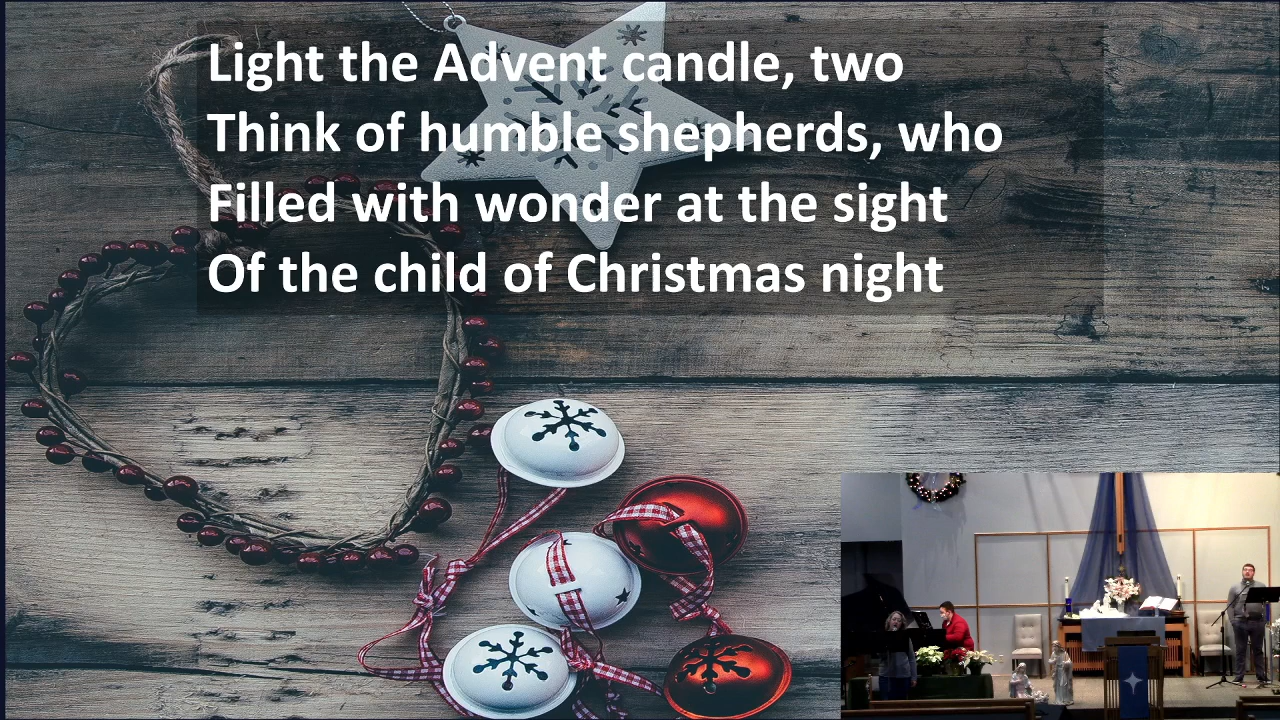 Light the Advent candle, two
Think of humble shepherds, who
Filled with wonder at the sight
Of the child of Christmas night